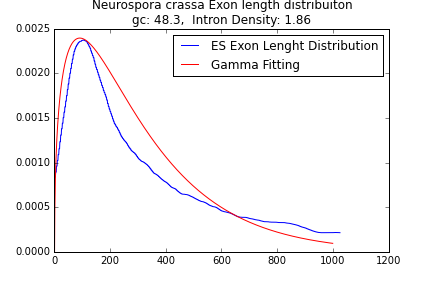 Neurospora crassa Exon length distribuiton
gc: 48.3, Intron Density: 1.86
ES Exon Lenght Distribution
Gamma Fitting
0.0025
0.0020
0.0015
0.0010
0.0005
0.0000
0 200 400 600 800 1000 1200